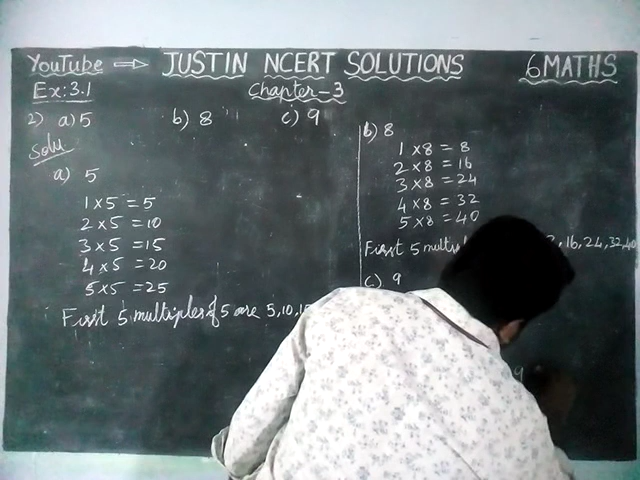 YouTube ⇒ JUSTIN NCERT SOLUTIONS 6MATHS
Ex:3.1 Chapter-3
2) a) 5 b) 8 c) 9
Solu
a) 5
1 × 5 = 5
2 × 5 = 10
3 × 5 = 15
4 × 5 = 20
5 × 5 = 25
First 5 multiples of 5 are 5, 10,
b) 8
1 × 8 = 8
2 × 8 = 16
3 × 8 = 24
4 × 8 = 32
5 × 8 = 40
First 5 , 16, 24, 32, 40
c) 9
9